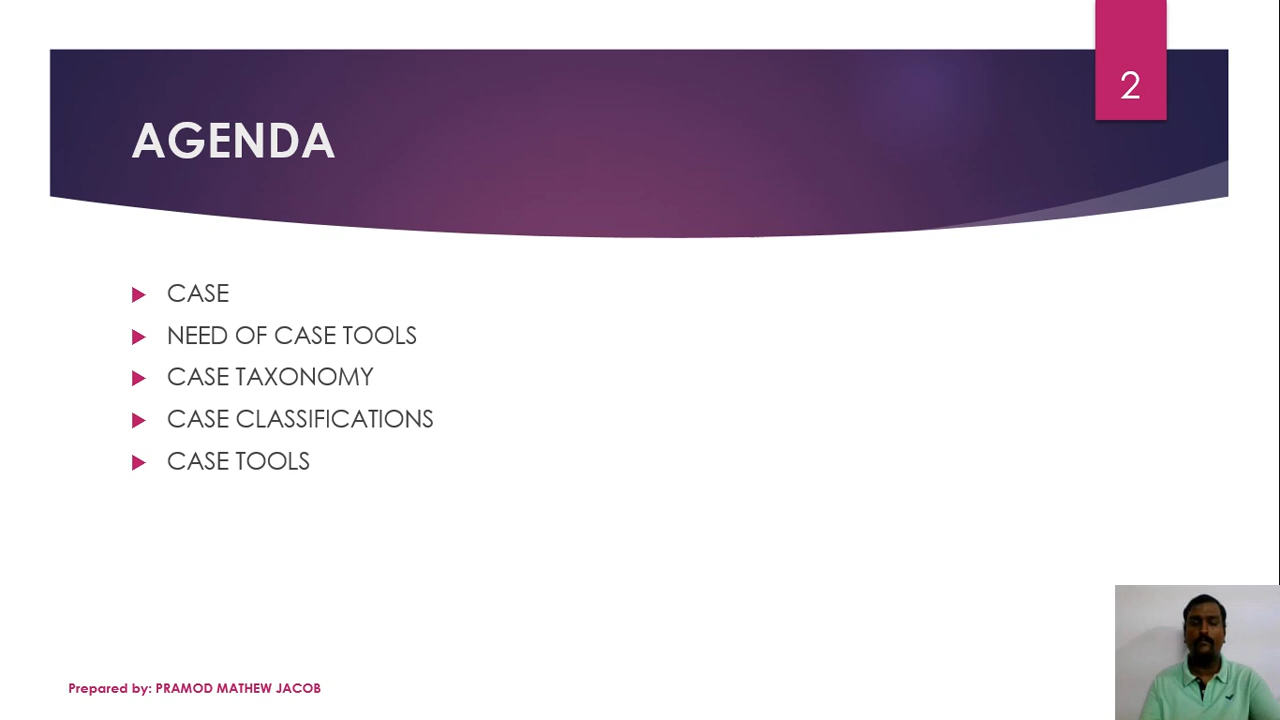 2
AGENDA
CASE
NEED OF CASE TOOLS
CASE TAXONOMY
CASE CLASSIFICATIONS
CASE TOOLS
Prepared by: PRAMOD MATHEW JACOB